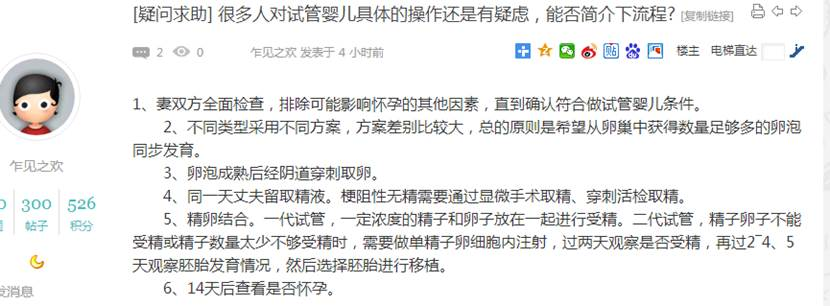 [疑问求助] 很多人对试管婴儿具体的操作还是有疑虑，能否简介下流程? [复制链接]
2 0 乍见之欢 发表于 4 小时前 楼主 电梯直达
1、妻双方全面检查，排除可能影响怀孕的其他因素，直到确认符合做试管婴儿条件。
2、不同类型采用不同方案，方案差别比较大，总的原则是希望从卵巢中获得数量足够多的卵泡
同步发育。
乍见之欢
3、卵泡成熟后经阴道穿刺取卵。
4、同一天丈夫留取精液。梗阻性无精需要通过显微手术取精、穿刺活检取精。
0 300 526
帖子 积分
5、精卵结合。一代试管，一定浓度的精子和卵子放在一起进行受精。二代试管，精子卵子不能
受精或精子数量太少不够受精时，需要做单精子卵细胞内注射，过两天观察是否受精，再过2‾4、5
天观察胚胎发育情况，然后选择胚胎进行移植。
6、14天后查看是否怀孕。
发消息